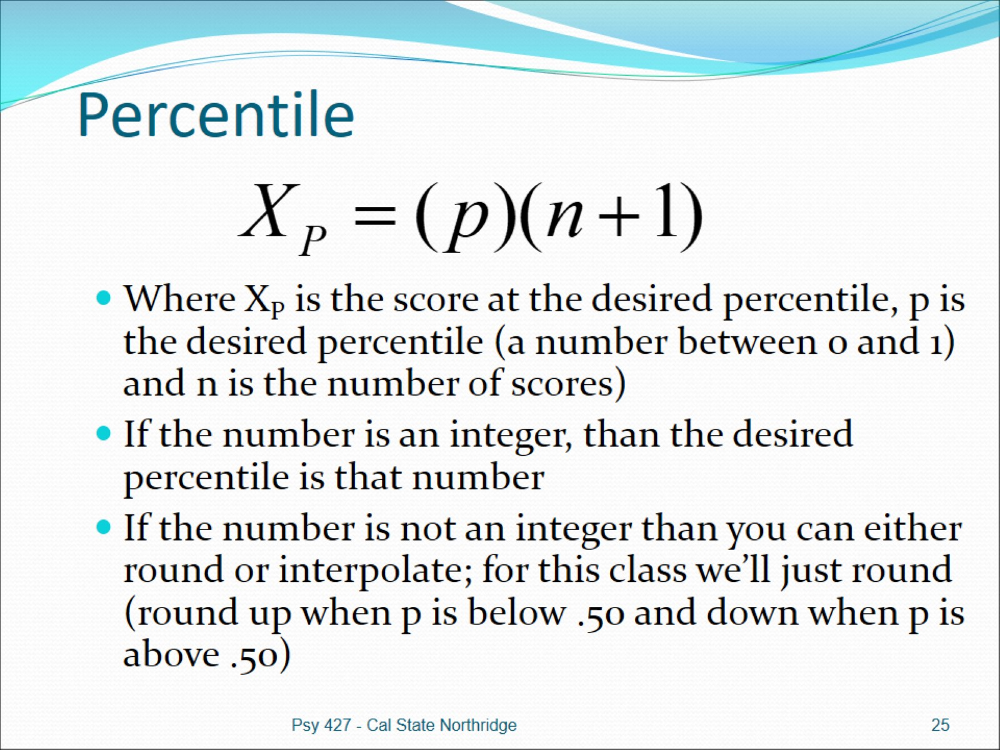 Percentile
X_P = (p)(n+1)
• Where X_P is the score at the desired percentile, p is
the desired percentile (a number between 0 and 1)
and n is the number of scores)
• If the number is an integer, than the desired
percentile is that number
• If the number is not an integer than you can either
round or interpolate; for this class we’ll just round
(round up when p is below .50 and down when p is
above .50)
Psy 427 - Cal State Northridge
25